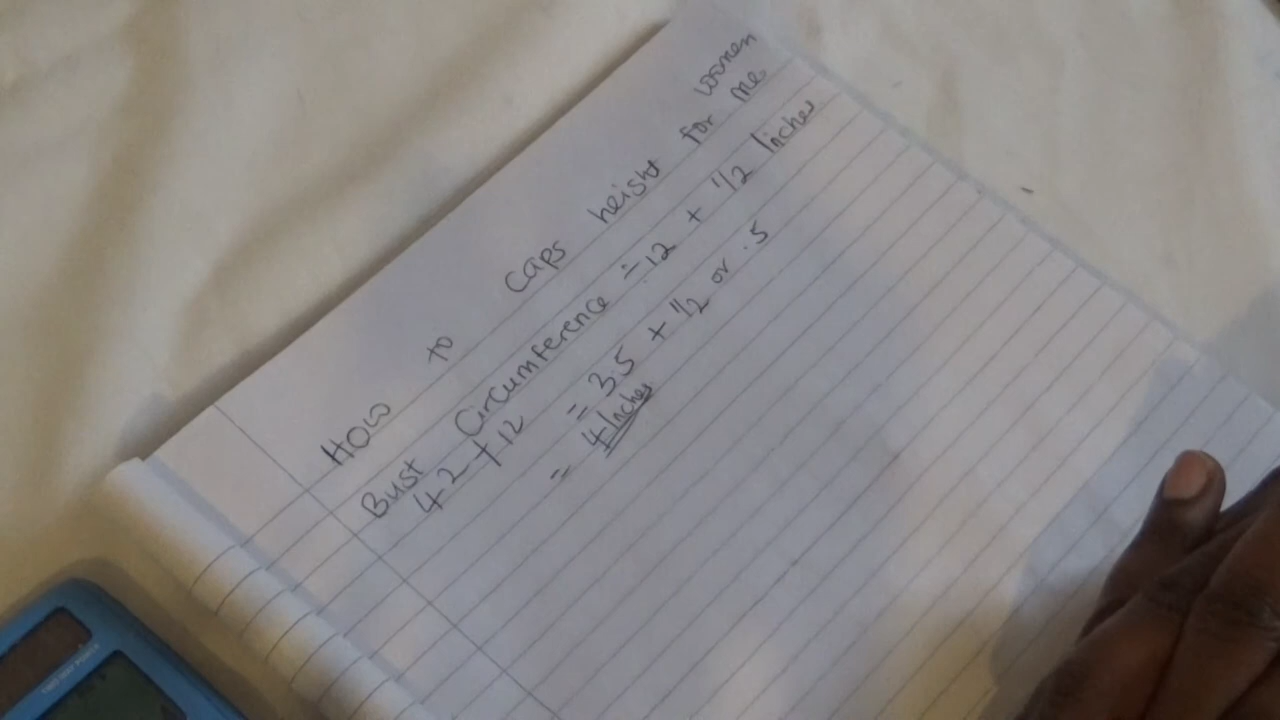 How to caps height for women
me
Bust Circumference ÷ 12 + 1/2 Inches
42 ÷ 12 = 3.5 + 1/2 or .5
= 4 Inches